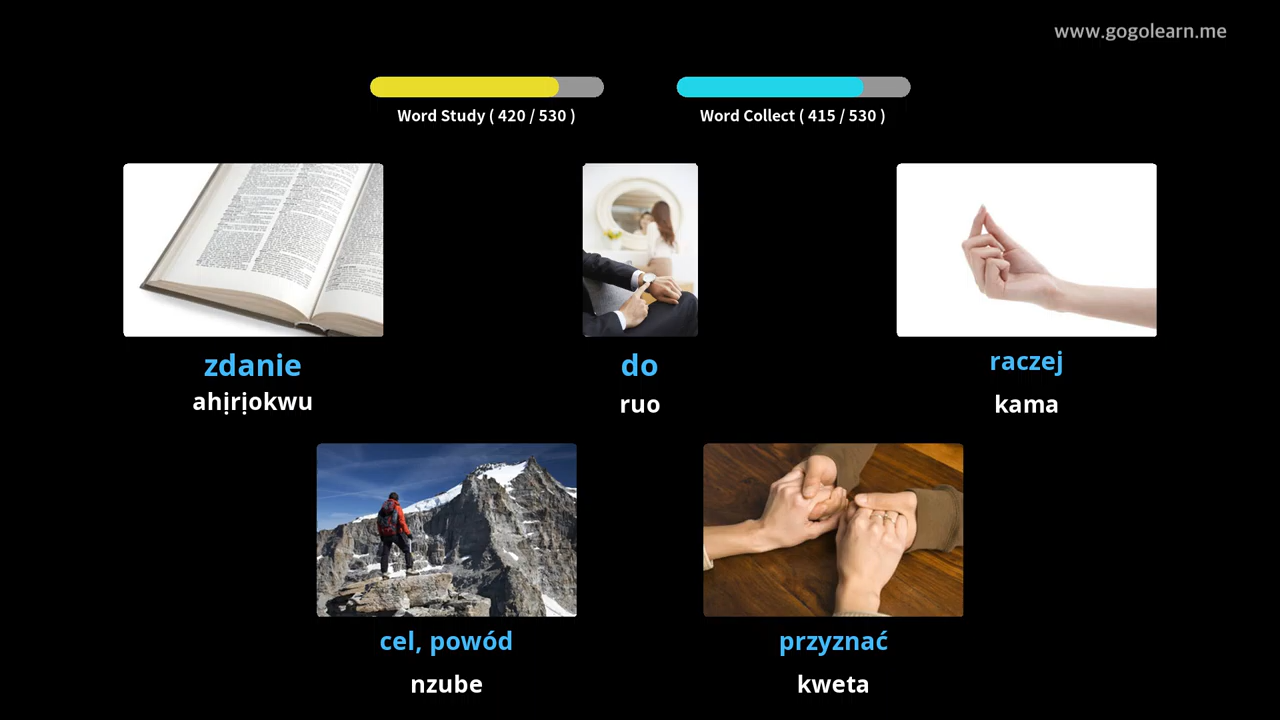 www.gogolearn.me
Word Study ( 420 / 530 )
Word Collect ( 415 / 530 )
zdanie
ahịrịokwu
do
ruo
raczej
kama
cel, powód
nzube
przyznać
kweta